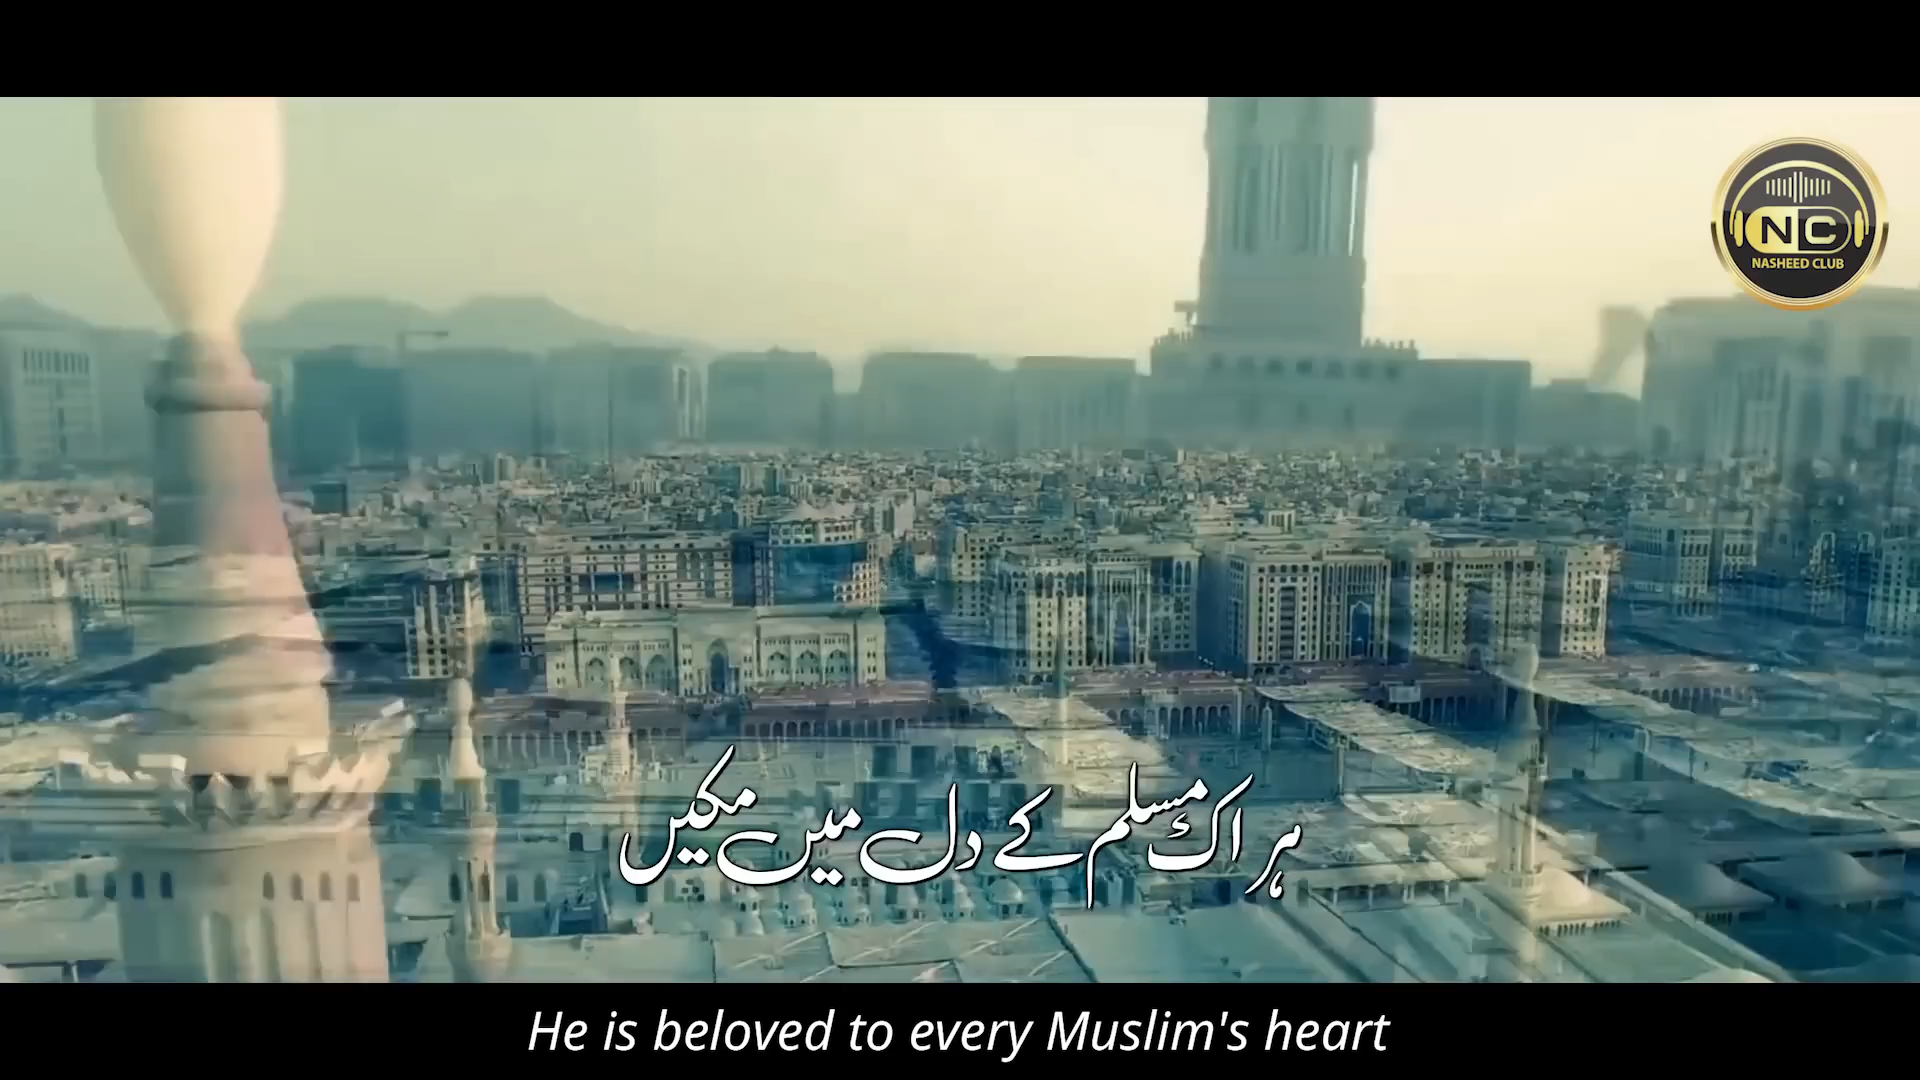 NC
NASHEED CLUB
ہر اک مسلم کے دل میں مکیں
He is beloved to every Muslim's heart